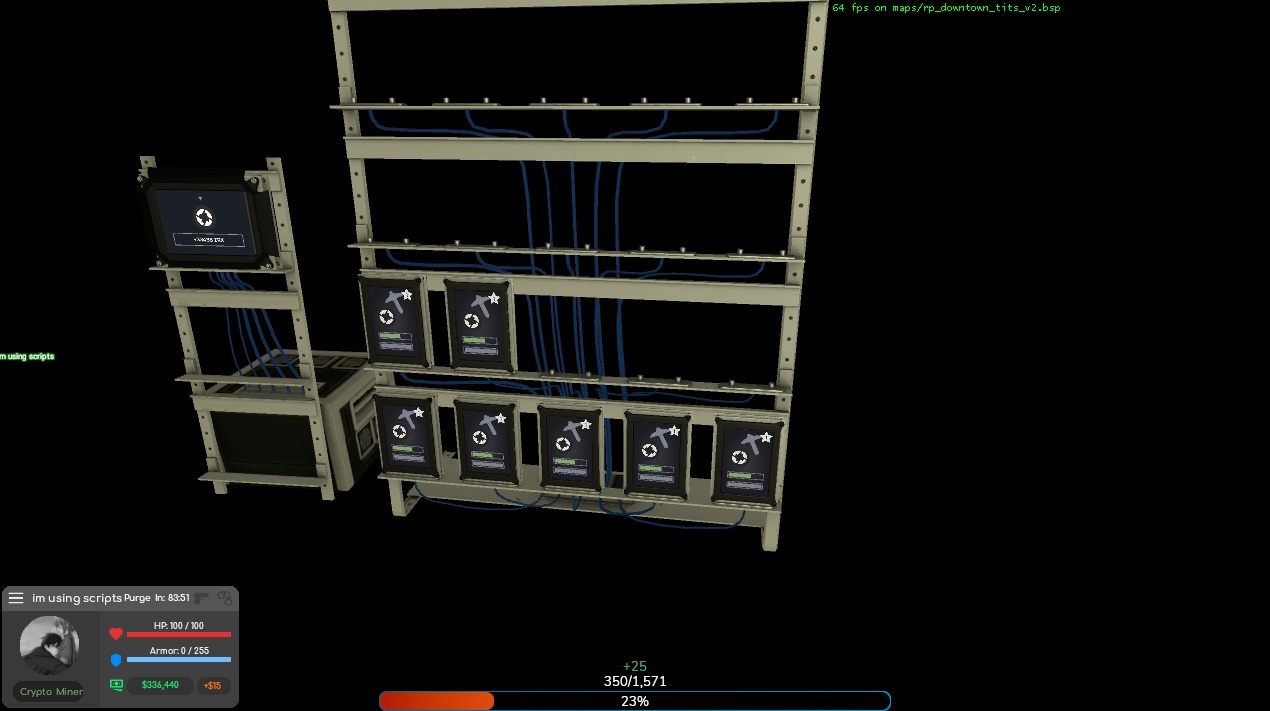 64 fps on maps/rp_downtown_tits_v2.bsp
m using scripts
im using scripts Purge In: 83:51
HP: 100 / 100
Armor: 0 / 255
$336,440 +$15
Crypto Miner
+25
350/1,571
23%